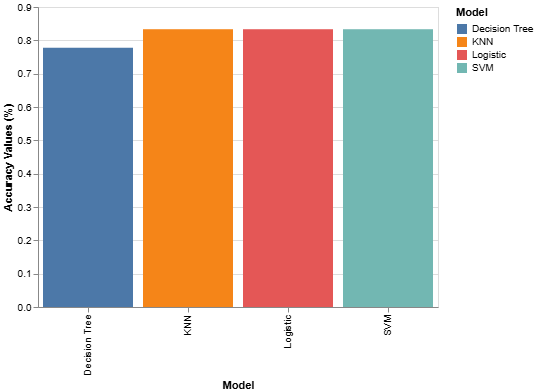 0.9
0.8
0.7
0.6
0.5
0.4
0.3
0.2
0.1
0.0
Accuracy Values (%)
Decision Tree
KNN
Logistic
SVM
Model
Model
Decision Tree
KNN
Logistic
SVM